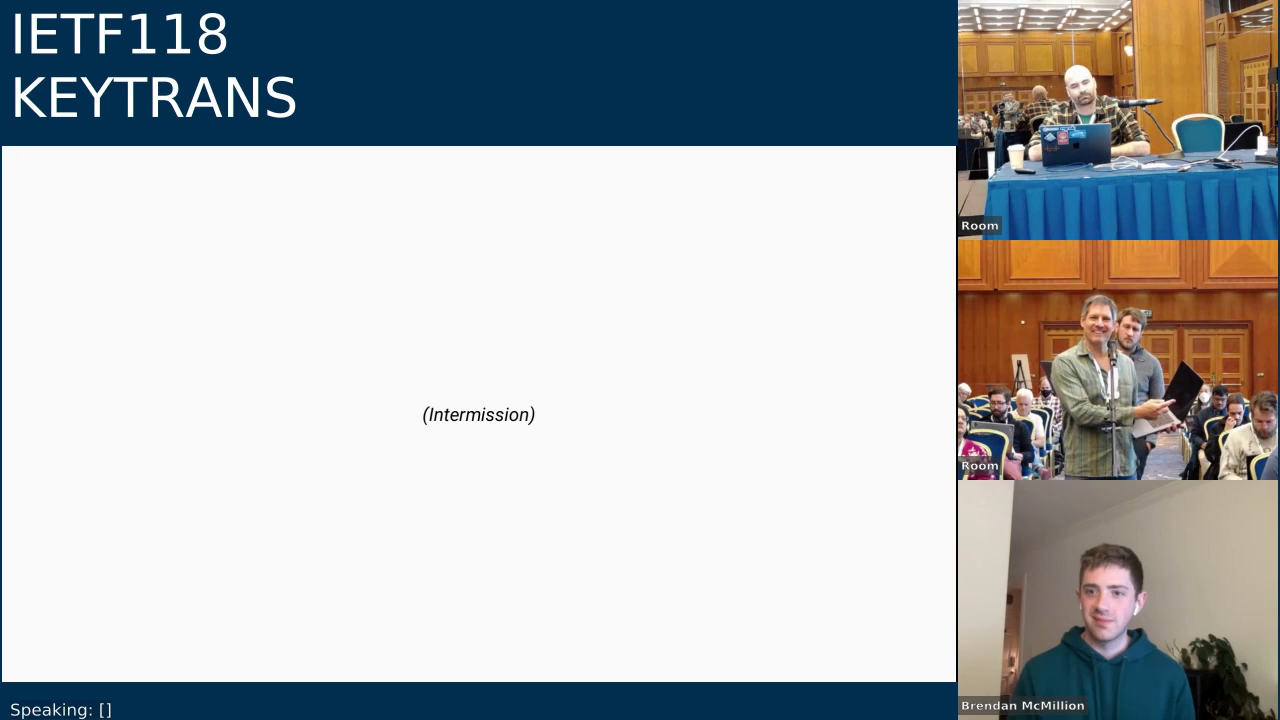 IETF118
KEYTRANS
(Intermission)
Speaking: []
Room
Room
Brendan McMillion